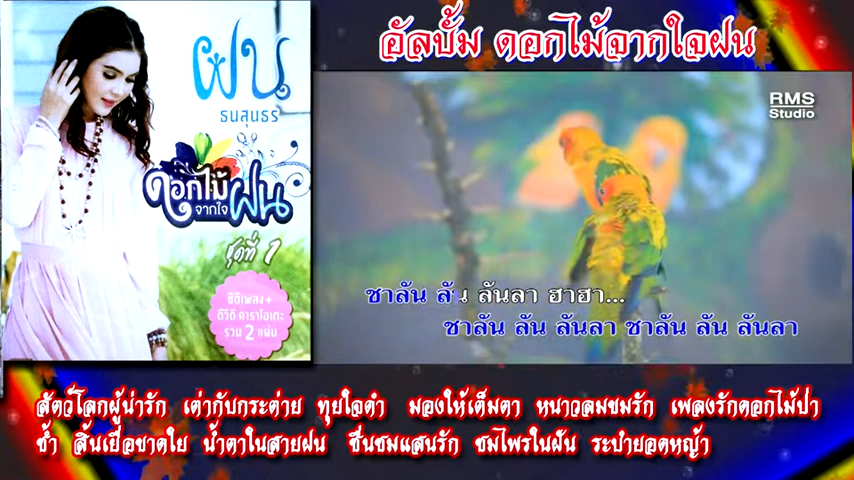 อัลบั้ม ดอกไม้จากใจฝน
ฝน
ธนสุนธร
ดอกไม้
จากใจ ฝน
ชุดที่ 1
ซีดีเพลง +
ดีวีดี คาราโอเกะ
รวม 2 แผ่น
RMS
Studio
ชาลัน ลัน ลันลา ฮาฮา...
ชาลัน ลัน ลันลา ชาลัน ลัน ลันลา
สัตว์โลกผู้น่ารัก เต่ากับกระต่าย ทุยใจดำ มองให้เต็มตา หนาวลมชมรัก เพลงรักดอกไม้ป่า
ช้ำ สิ้นเยื่อขาดใย น้ำตาในสายฝน ชื่นชมแสนรัก ชมไพรในฝัน ระบำยอดหญ้า